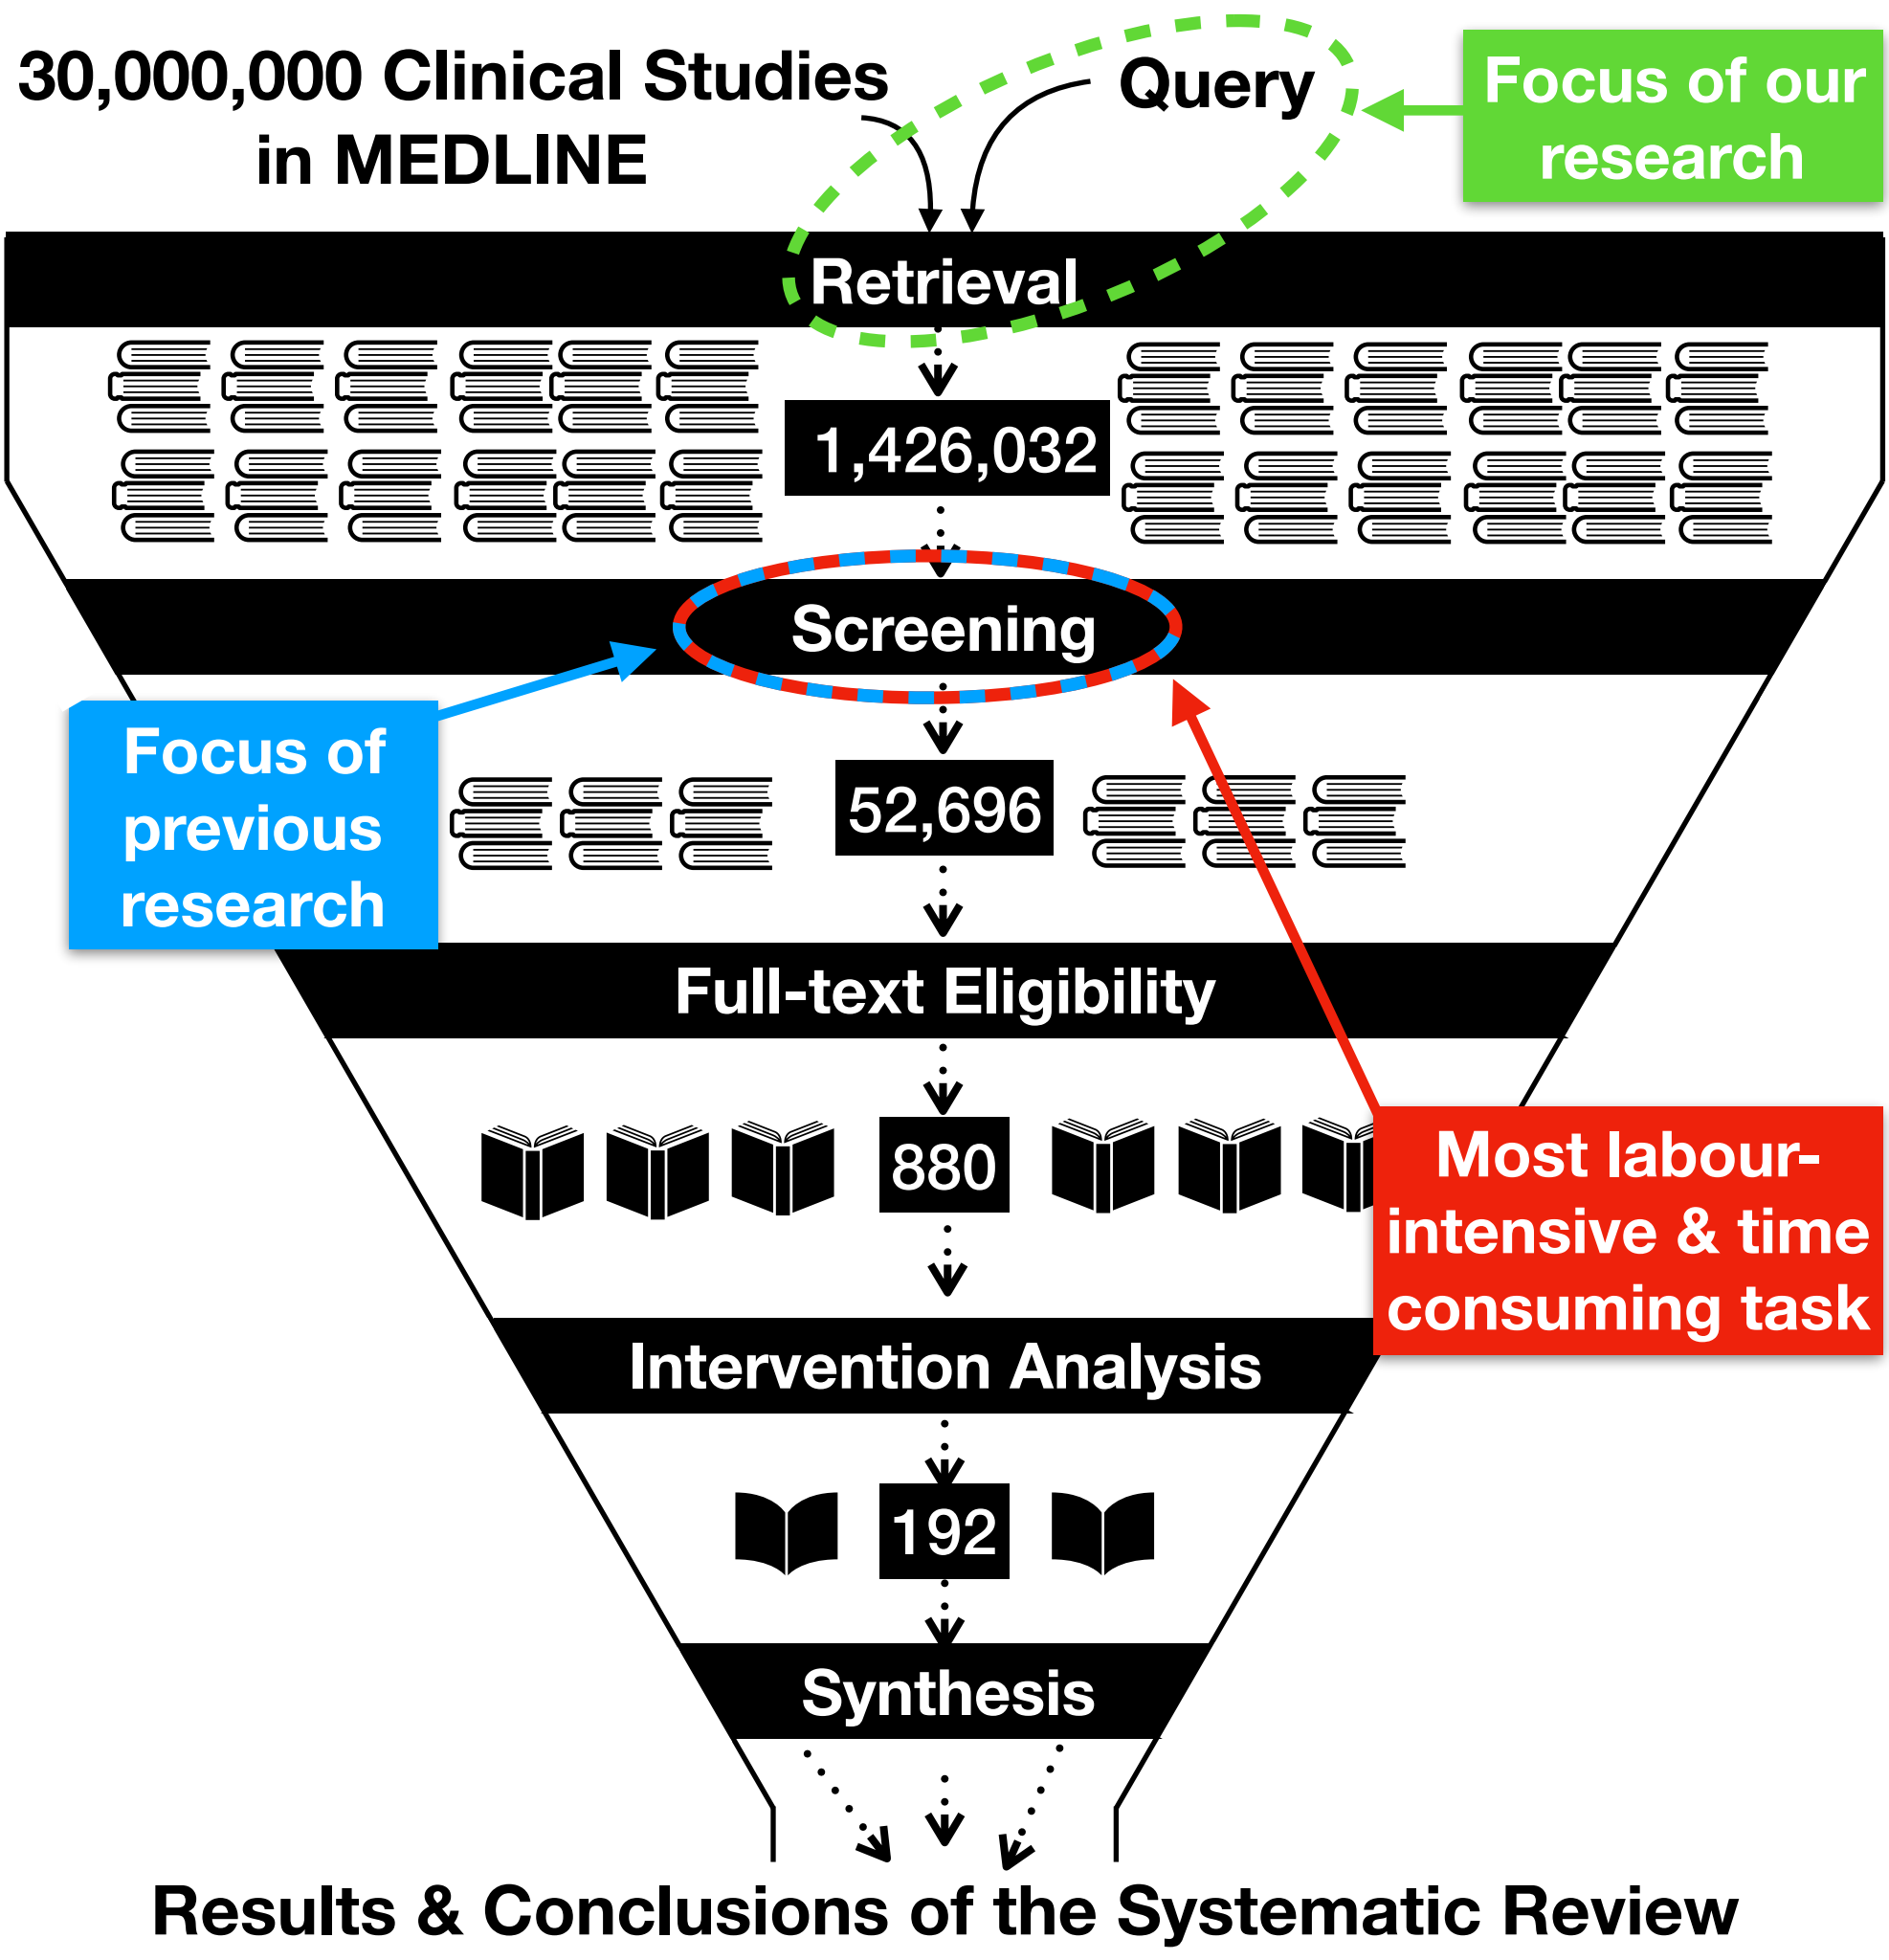 30,000,000 Clinical Studies
in MEDLINE
Query
Focus of our
research
Retrieval
1,426,032
Screening
Focus of
previous
research
52,696
Full-text Eligibility
880
Most labour-
intensive & time
consuming task
Intervention Analysis
192
Synthesis
Results & Conclusions of the Systematic Review